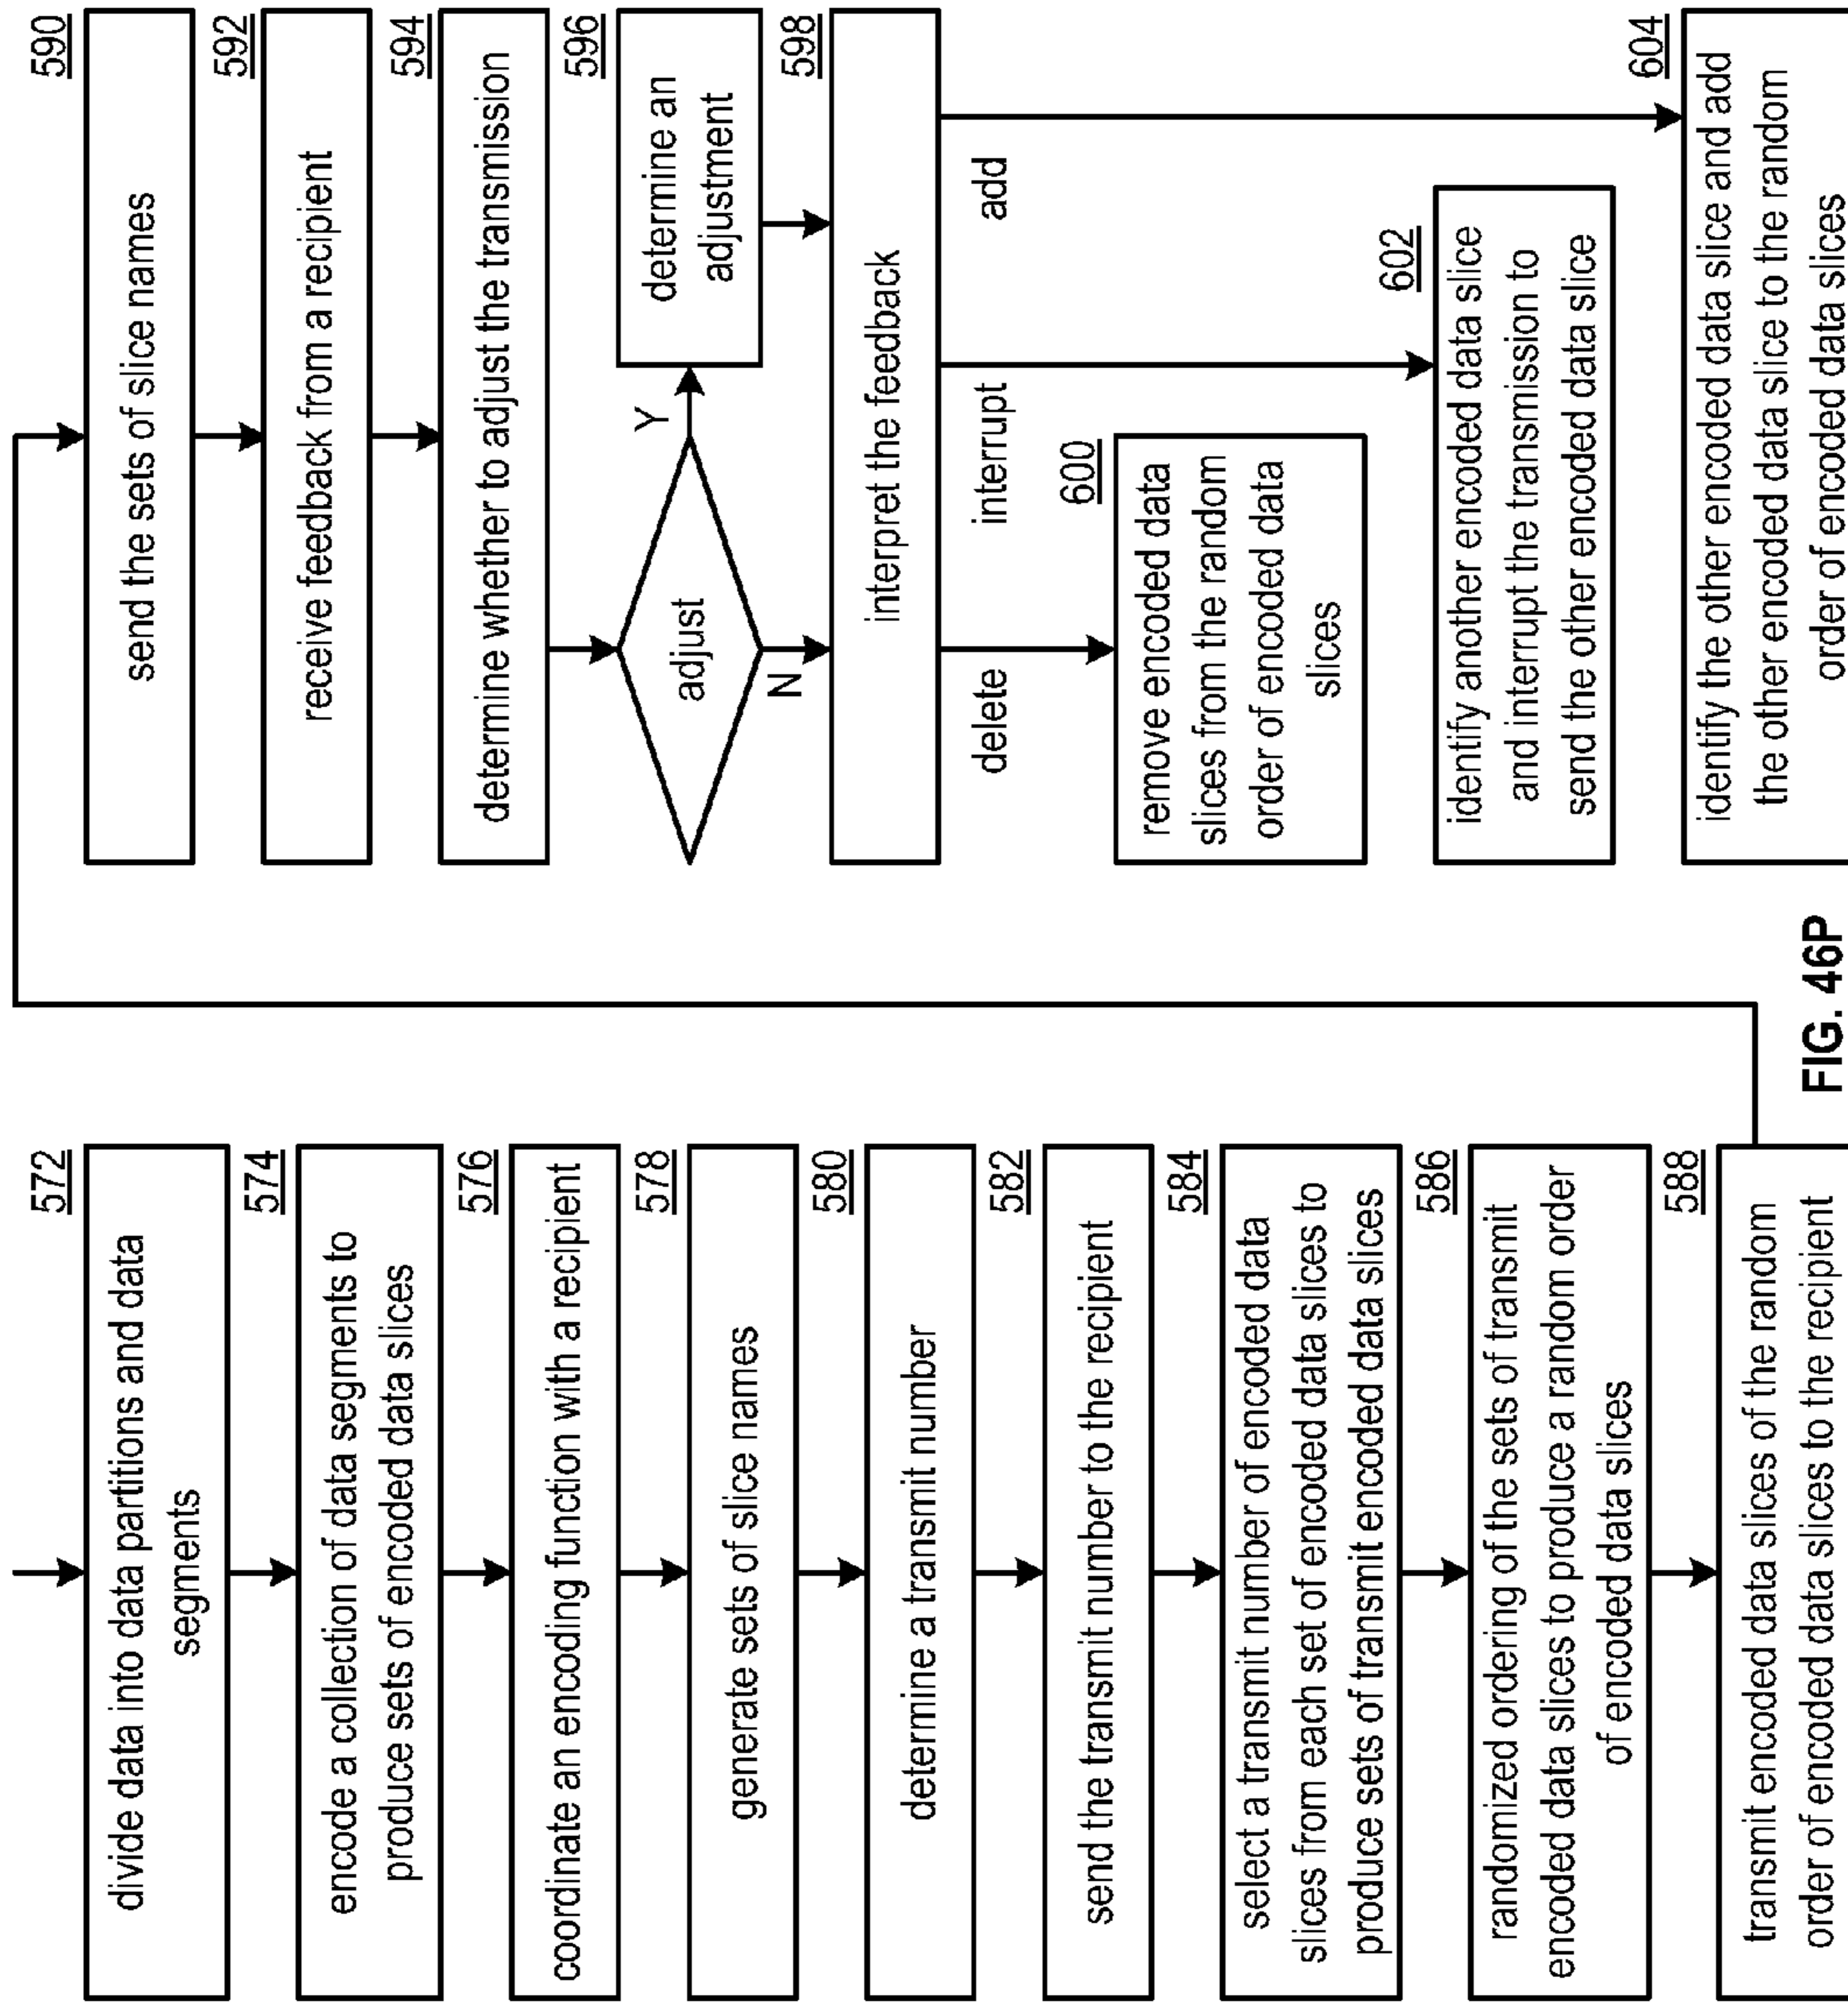 572
divide data into data partitions and data
segments
574
encode a collection of data segments to
produce sets of encoded data slices
576
coordinate an encoding function with a recipient
578
generate sets of slice names
580
determine a transmit number
582
send the transmit number to the recipient
584
select a transmit number of encoded data
slices from each set of encoded data slices to
produce sets of transmit encoded data slices
586
randomized ordering of the sets of transmit
encoded data slices to produce a random order
of encoded data slices
588
transmit encoded data slices of the random
order of encoded data slices to the recipient
590
send the sets of slice names
592
receive feedback from a recipient
594
determine whether to adjust the transmission
adjust
Y
N
596
determine an
adjustment
598
interpret the feedback
delete
interrupt
add
600
remove encoded data
slices from the random
order of encoded data
slices
602
identify another encoded data slice
and interrupt the transmission to
send the other encoded data slice
604
identify the other encoded data slice and add
the other encoded data slice to the random
order of encoded data slices
FIG. 46P